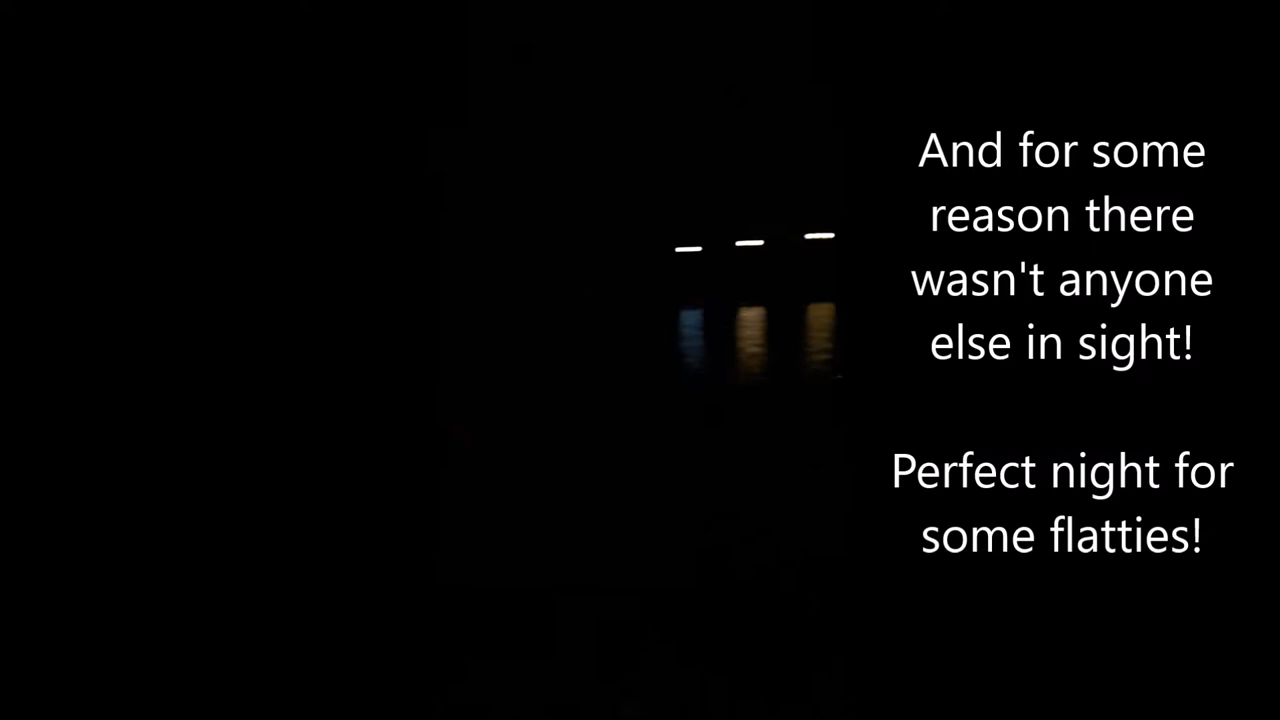 And for some
reason there
wasn't anyone
else in sight!
Perfect night for
some flatties!